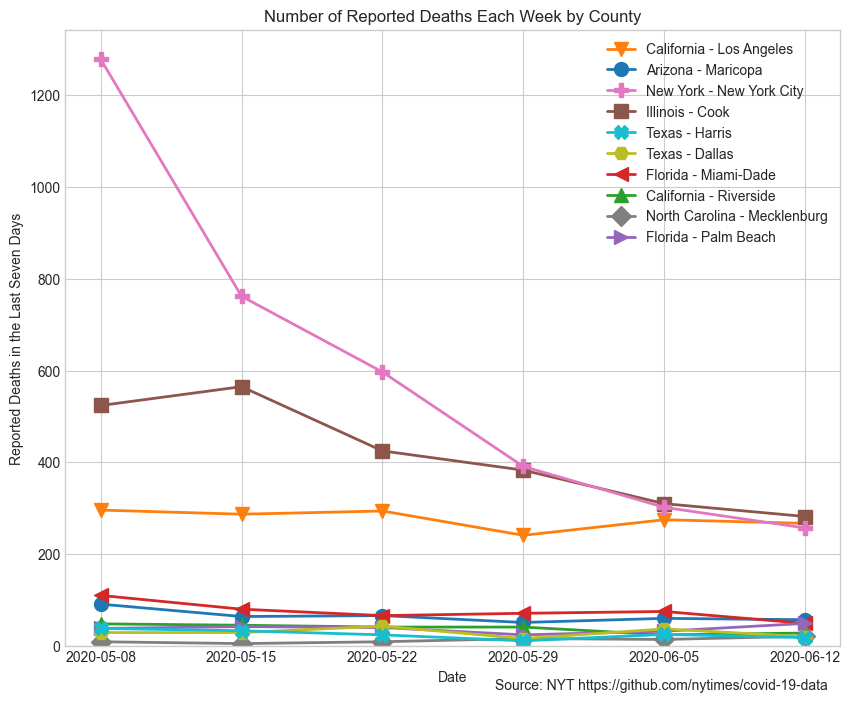 Number of Reported Deaths Each Week by County
Reported Deaths in the Last Seven Days
1200
1000
800
600
400
200
0
California - Los Angeles
Arizona - Maricopa
New York - New York City
Illinois - Cook
Texas - Harris
Texas - Dallas
Florida - Miami-Dade
California - Riverside
North Carolina - Mecklenburg
Florida - Palm Beach
2020-05-08 2020-05-15 2020-05-22 2020-05-29 2020-06-05 2020-06-12
Date
Source: NYT https://github.com/nytimes/covid-19-data